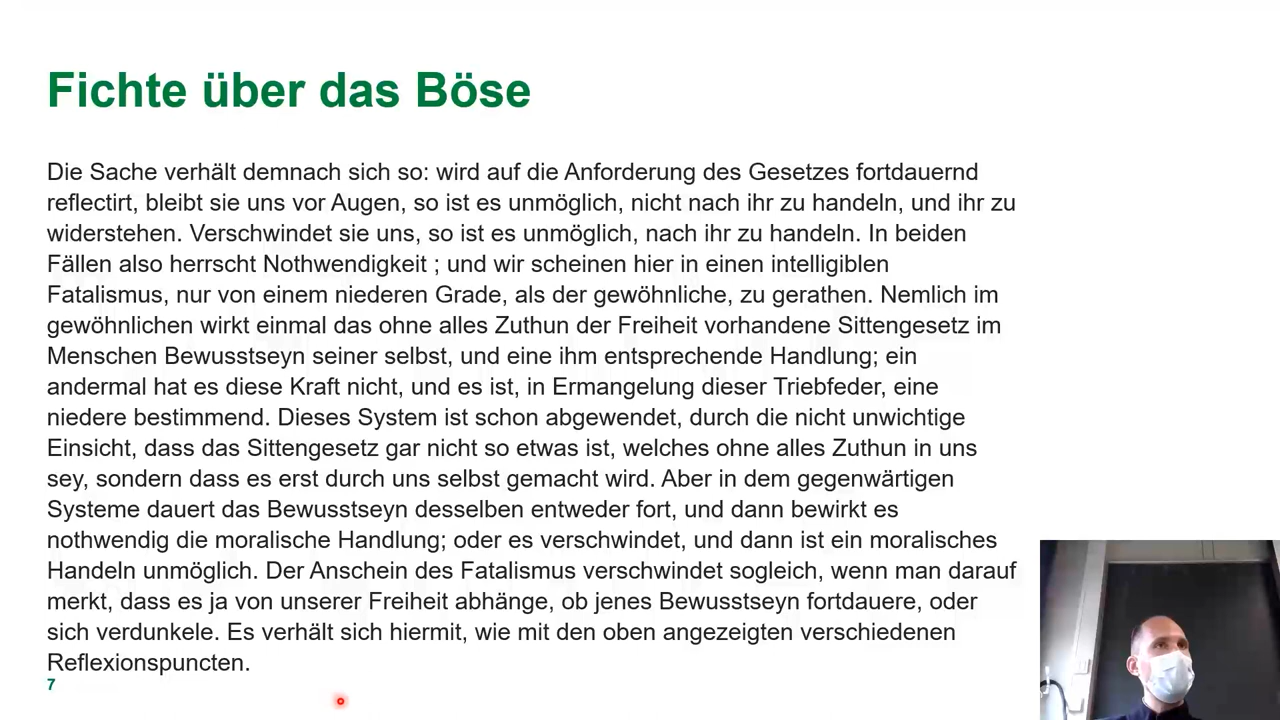 Fichte über das Böse
Die Sache verhält demnach sich so: wird auf die Anforderung des Gesetzes fortdauernd
reflectirt, bleibt sie uns vor Augen, so ist es unmöglich, nicht nach ihr zu handeln, und ihr zu
widerstehen. Verschwindet sie uns, so ist es unmöglich, nach ihr zu handeln. In beiden
Fällen also herrscht Nothwendigkeit ; und wir scheinen hier in einen intelligiblen
Fatalismus, nur von einem niederen Grade, als der gewöhnliche, zu gerathen. Nemlich im
gewöhnlichen wirkt einmal das ohne alles Zuthun der Freiheit vorhandene Sittengesetz im
Menschen Bewusstseyn seiner selbst, und eine ihm entsprechende Handlung; ein
andermal hat es diese Kraft nicht, und es ist, in Ermangelung dieser Triebfeder, eine
niedere bestimmend. Dieses System ist schon abgewendet, durch die nicht unwichtige
Einsicht, dass das Sittengesetz gar nicht so etwas ist, welches ohne alles Zuthun in uns
sey, sondern dass es erst durch uns selbst gemacht wird. Aber in dem gegenwärtigen
Systeme dauert das Bewusstseyn desselben entweder fort, und dann bewirkt es
nothwendig die moralische Handlung; oder es verschwindet, und dann ist ein moralisches
Handeln unmöglich. Der Anschein des Fatalismus verschwindet sogleich, wenn man darauf
merkt, dass es ja von unserer Freiheit abhänge, ob jenes Bewusstseyn fortdauere, oder
sich verdunkele. Es verhält sich hiermit, wie mit den oben angezeigten verschiedenen
Reflexionspuncten.
7